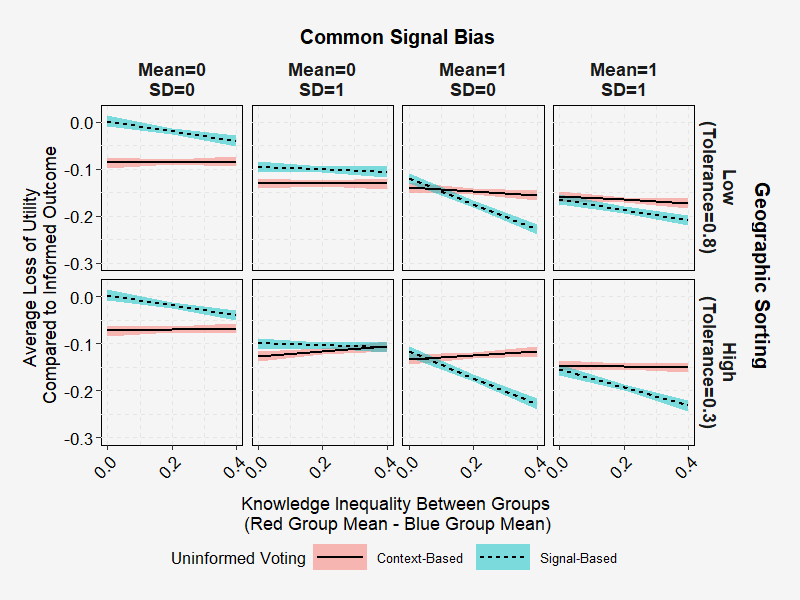 Common Signal Bias
Mean=0
SD=0
Mean=0
SD=1
Mean=1
SD=0
Mean=1
SD=1
Average Loss of Utility
Compared to Informed Outcome
0.0
-0.1
-0.2
-0.3
Low
(Tolerance=0.8)
0.0
-0.1
-0.2
-0.3
High
(Tolerance=0.3)
Geographic Sorting
0.0
0.2
0.4
0.0
0.2
0.4
0.0
0.2
0.4
0.0
0.2
0.4
Knowledge Inequality Between Groups
(Red Group Mean - Blue Group Mean)
Uninformed Voting Context-Based Signal-Based